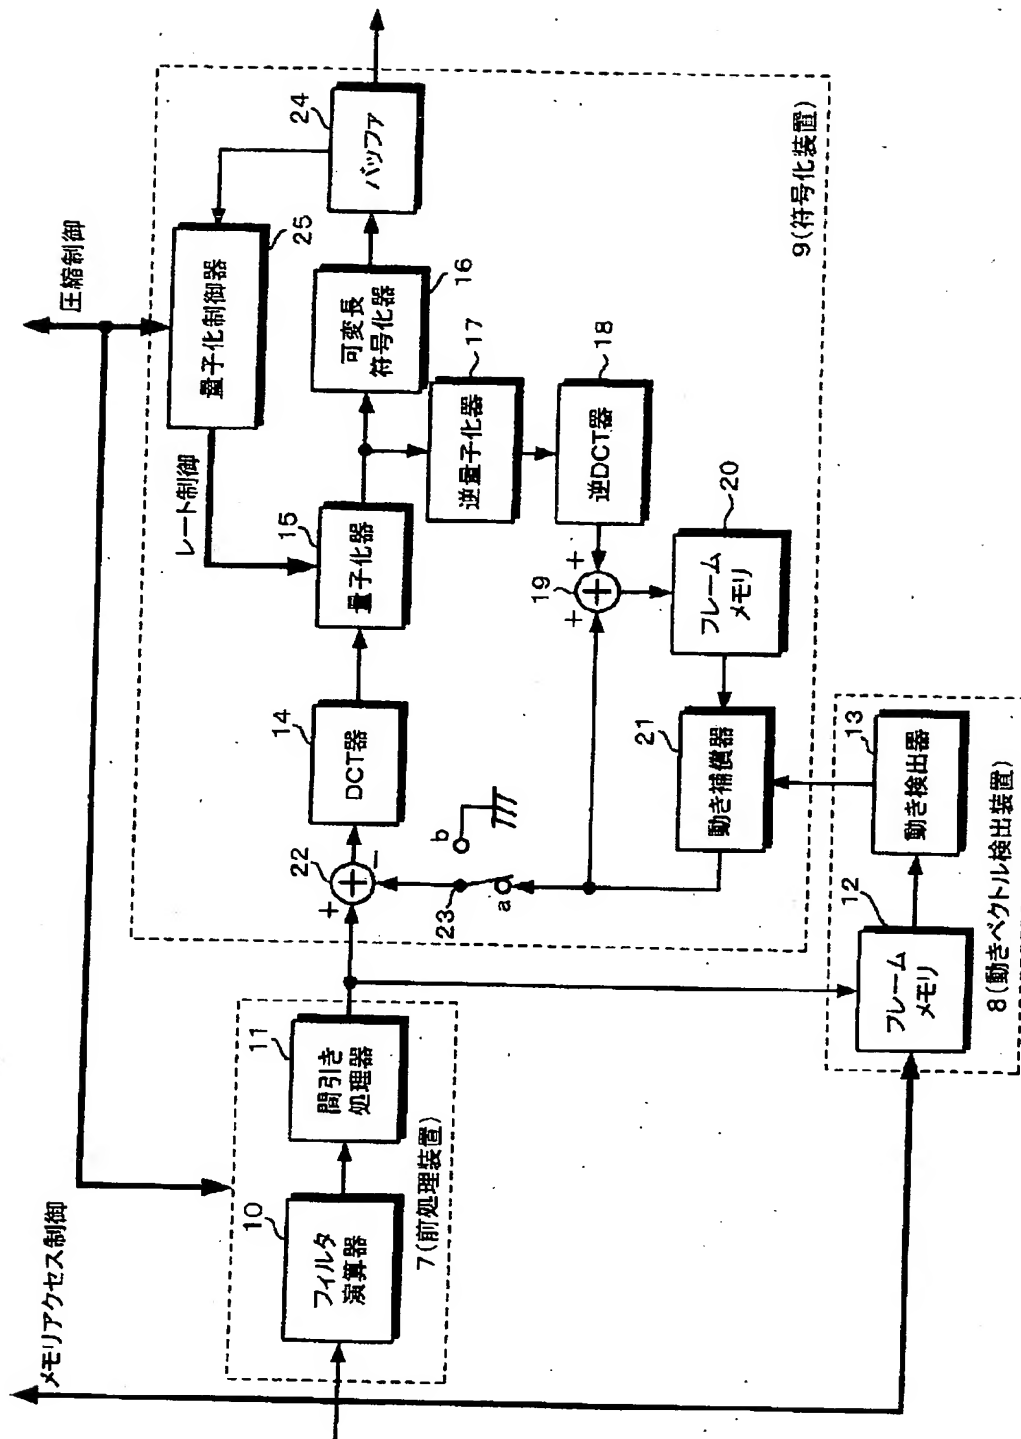 メモリアクセス制御
圧縮制御
10
フィルタ
演算器
11
間引き
処理器
7(前処理装置)
+
22
−
14
DCT器
レート制御
15
量子化器
量子化制御器
25
可変長
符号化器
16
24
バッファ
逆量子化器
17
逆DCT器
18
+
19
+
フレーム
メモリ
20
21
動き補償器
23
a
b
9(符号化装置)
12
フレーム
メモリ
13
動き検出器
8(動きベクトル検出装置)